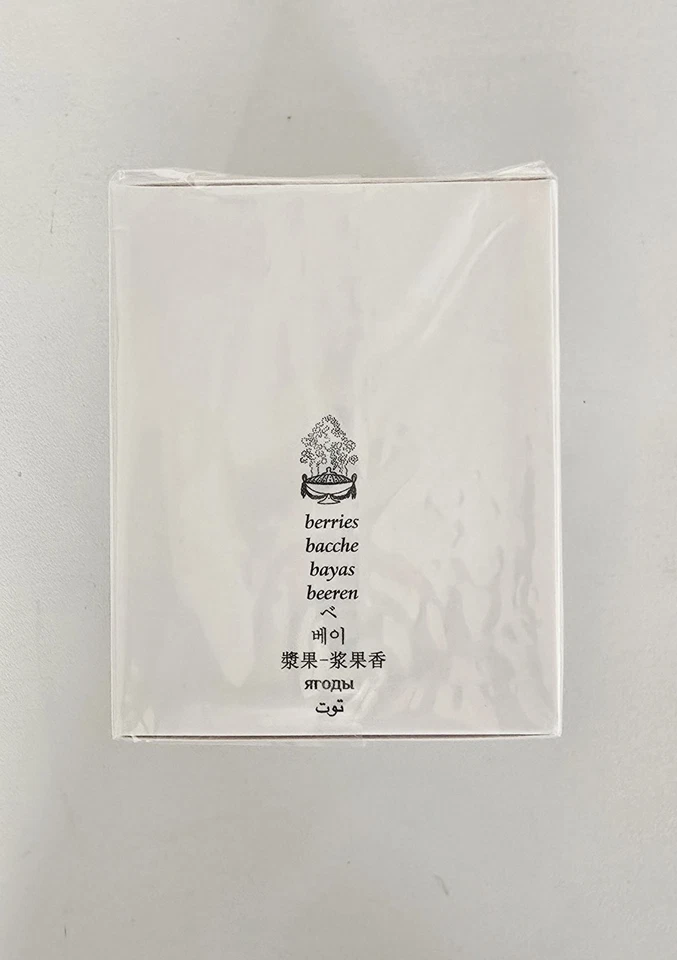 berries
bacche
bayas
beeren
ベ
베이
漿果-浆果香
ягоды
توت